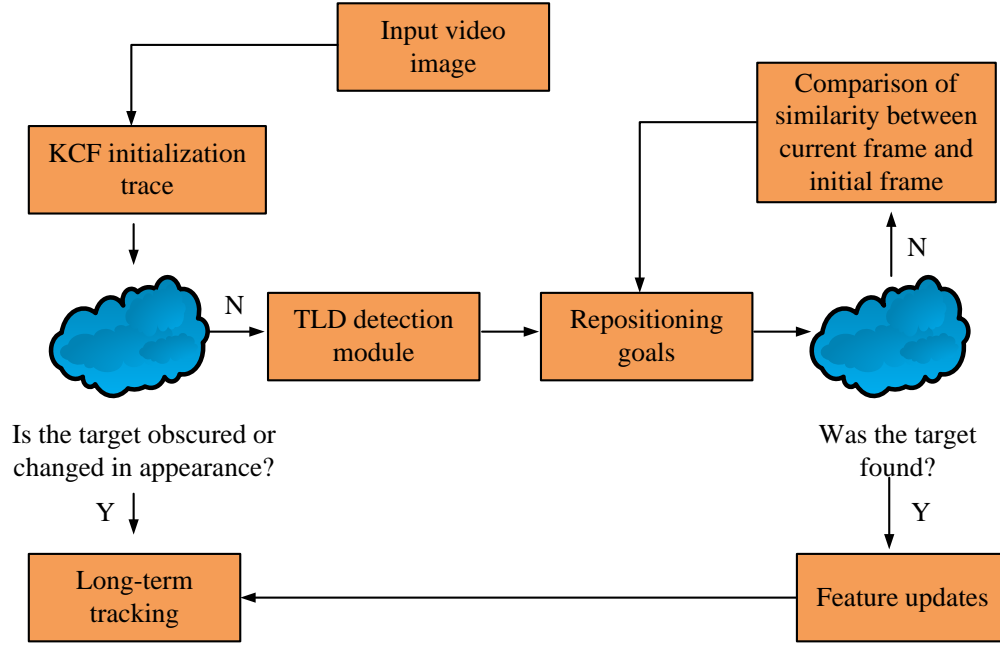 Input video
image
KCF initialization
trace
Comparison of
similarity between
current frame and
initial frame
N
N
TLD detection
module
Repositioning
goals
Is the target obscured or
changed in appearance?
Was the target
found?
Y
Y
Long-term
tracking
Feature updates